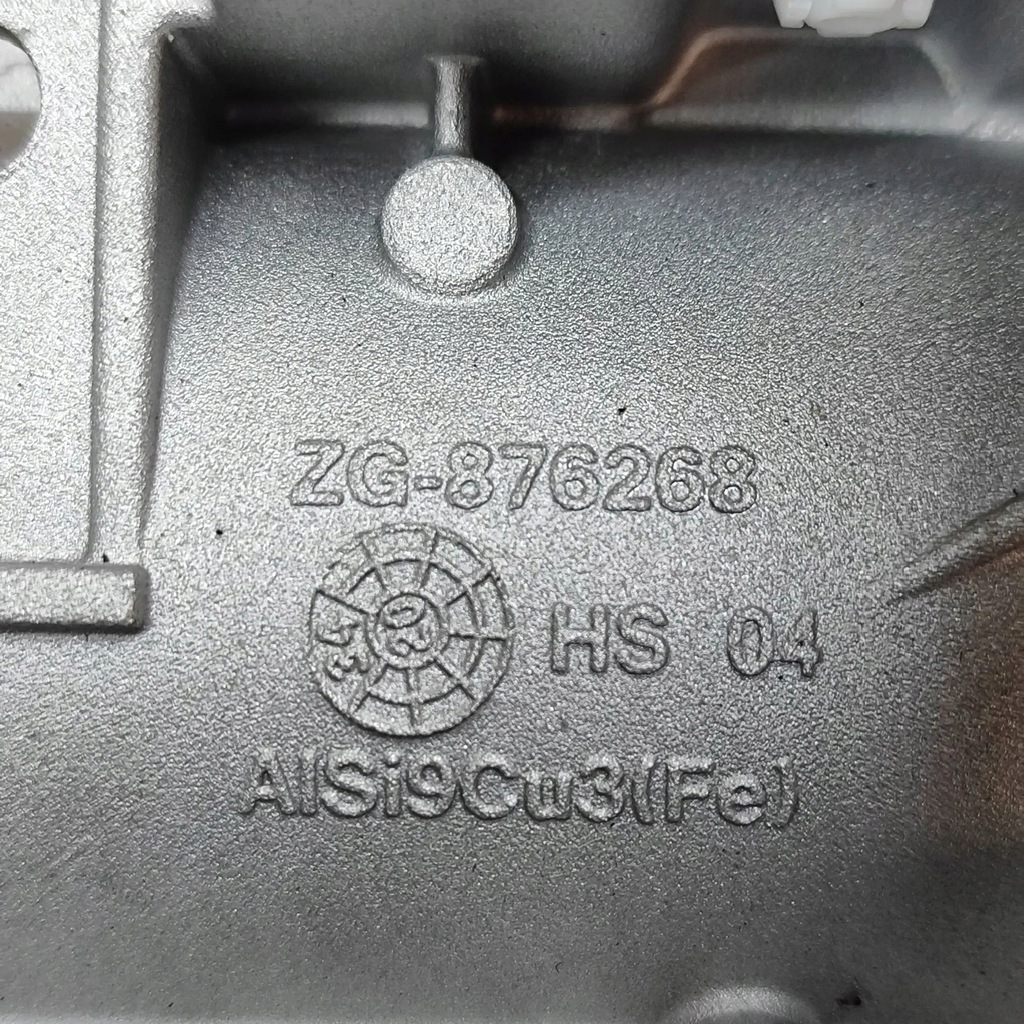 ZG-876268
HS 04
AlSi9Cu3(Fe)